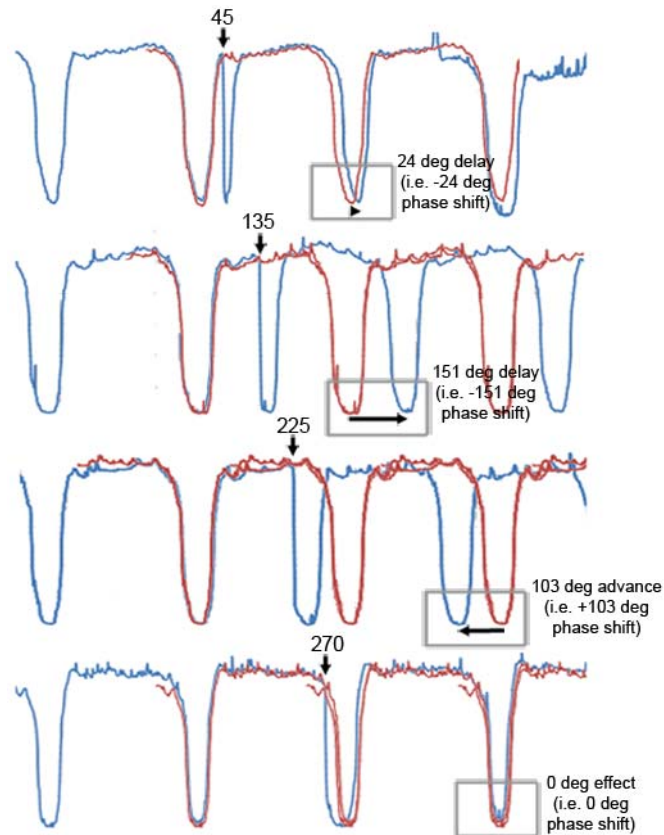 45
24 deg delay
(i.e. -24 deg
phase shift)
135
151 deg delay
(i.e. -151 deg
phase shift)
225
103 deg advance
(i.e. +103 deg
phase shift)
270
0 deg effect
(i.e. 0 deg
phase shift)